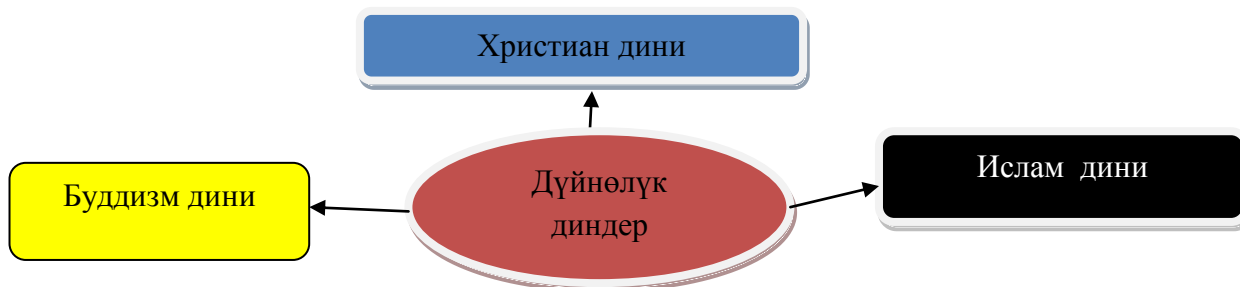 Христиан дини
Буддизм дини
Дүйнөлүк
диндер
Ислам дини